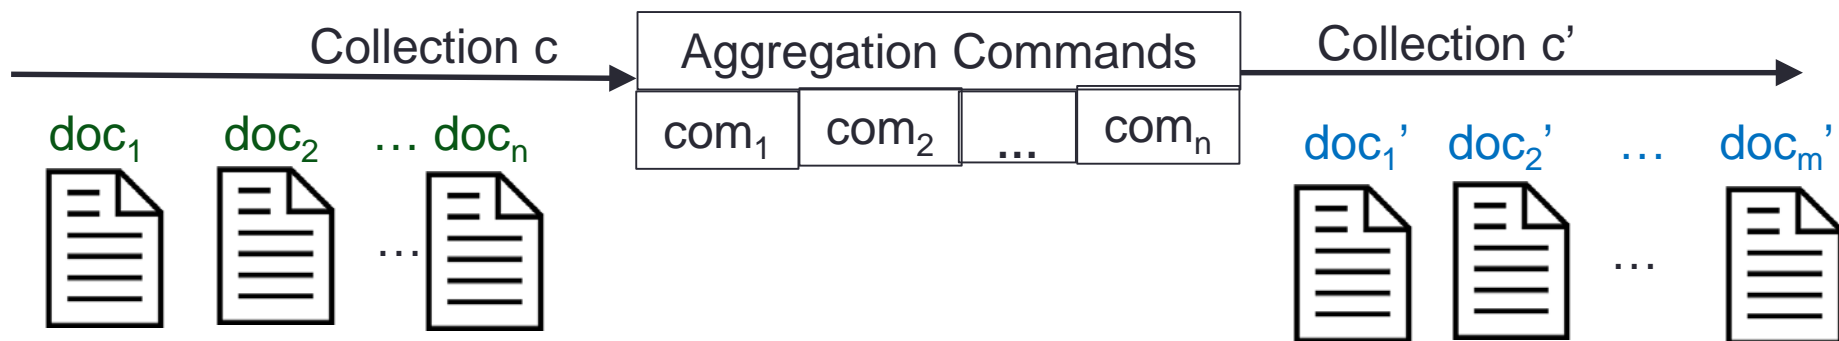 Collection c
Aggregation Commands
Collection c’
doc₁ doc₂ … docₙ
com₁ com₂ ... comₙ
doc₁’ doc₂’ … docₘ’
…
…